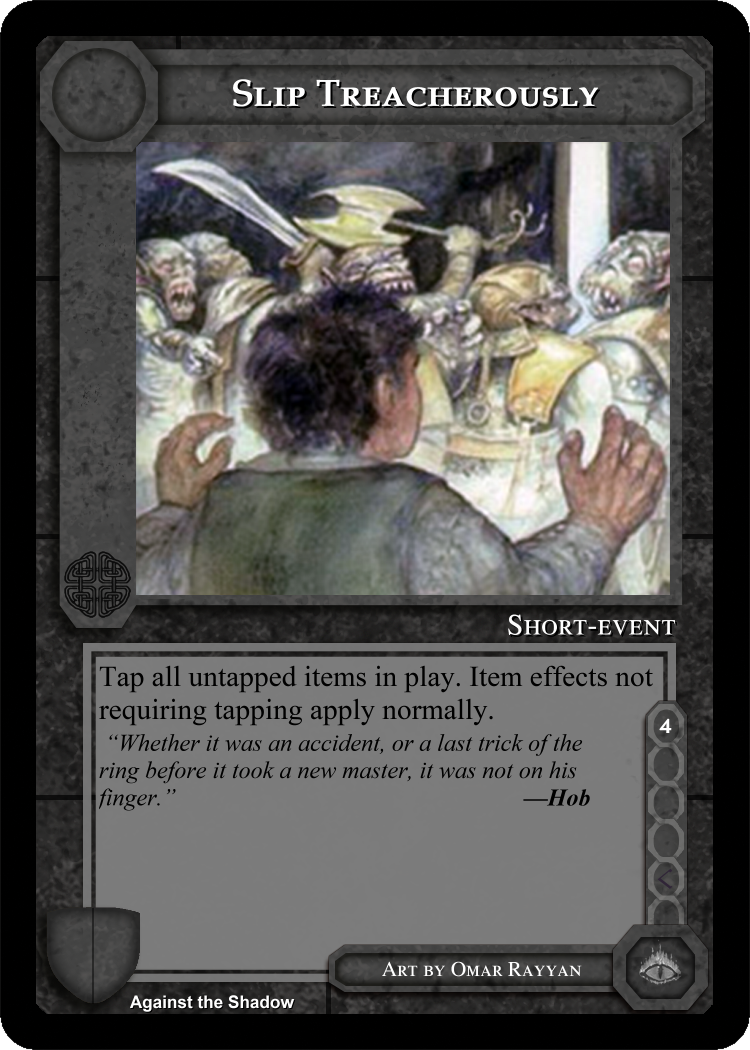 Slip Treacherously
Short-event
Tap all untapped items in play. Item effects not
requiring tapping apply normally.
“Whether it was an accident, or a last trick of the
ring before it took a new master, it was not on his
finger.” —Hob
4
Art by Omar Rayyan
Against the Shadow